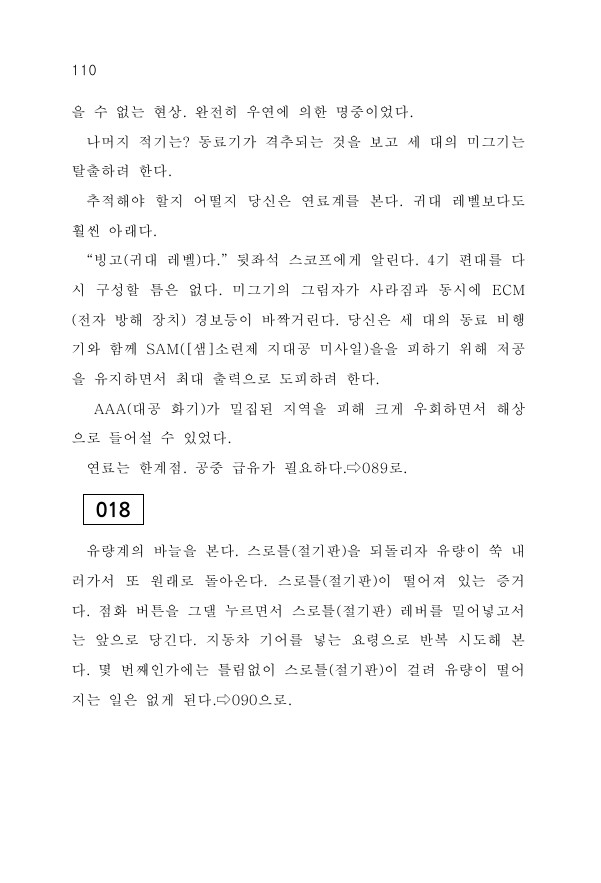 110
을 수 없는 현상. 완전히 우연에 의한 명중이었다.
나머지 적기는? 동료기가 격추되는 것을 보고 세 대의 미그기는
탈출하려 한다.
추적해야 할지 어떨지 당신은 연료계를 본다. 귀대 레벨보다도
훨씬 아래다.
“빙고(귀대 레벨)다.” 뒷좌석 스코프에게 알린다. 4기 편대를 다
시 구성할 틈은 없다. 미그기의 그림자가 사라짐과 동시에 ECM
(전자 방해 장치) 경보등이 바짝거린다. 당신은 세 대의 동료 비행
기와 함께 SAM([샘]소련제 지대공 미사일)을을 피하기 위해 저공
을 유지하면서 최대 출력으로 도피하려 한다.
AAA(대공 화기)가 밀집된 지역을 피해 크게 우회하면서 해상
으로 들어설 수 있었다.
연료는 한계점. 공중 급유가 필요하다.⇨089로.
018
유량계의 바늘을 본다. 스로틀(절기판)을 되돌리자 유량이 쑥 내
러가서 또 원래로 돌아온다. 스로틀(절기판)이 떨어져 있는 증거
다. 점화 버튼을 그댈 누르면서 스로틀(절기판) 레버를 밀어넣고서
는 앞으로 당긴다. 지동차 기어를 넣는 요령으로 반복 시도해 본
다. 몇 번째인가에는 틀림없이 스로틀(절기판)이 걸려 유량이 떨어
지는 일은 없게 된다.⇨090으로.